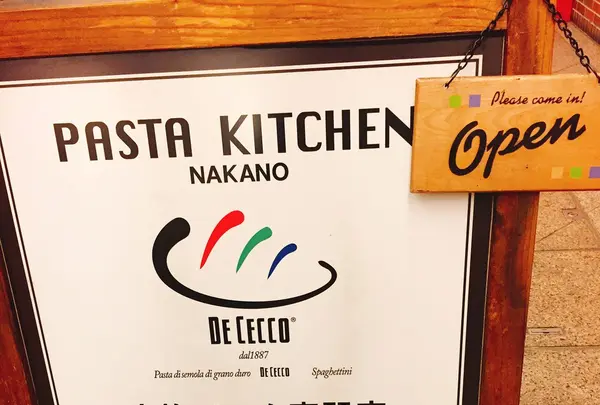 PASTA KITCHEN
NAKANO
Please come in!
Open
DE CECCO®
dal1887
Pasta di semola di grano duro DE CECCO Spaghettini